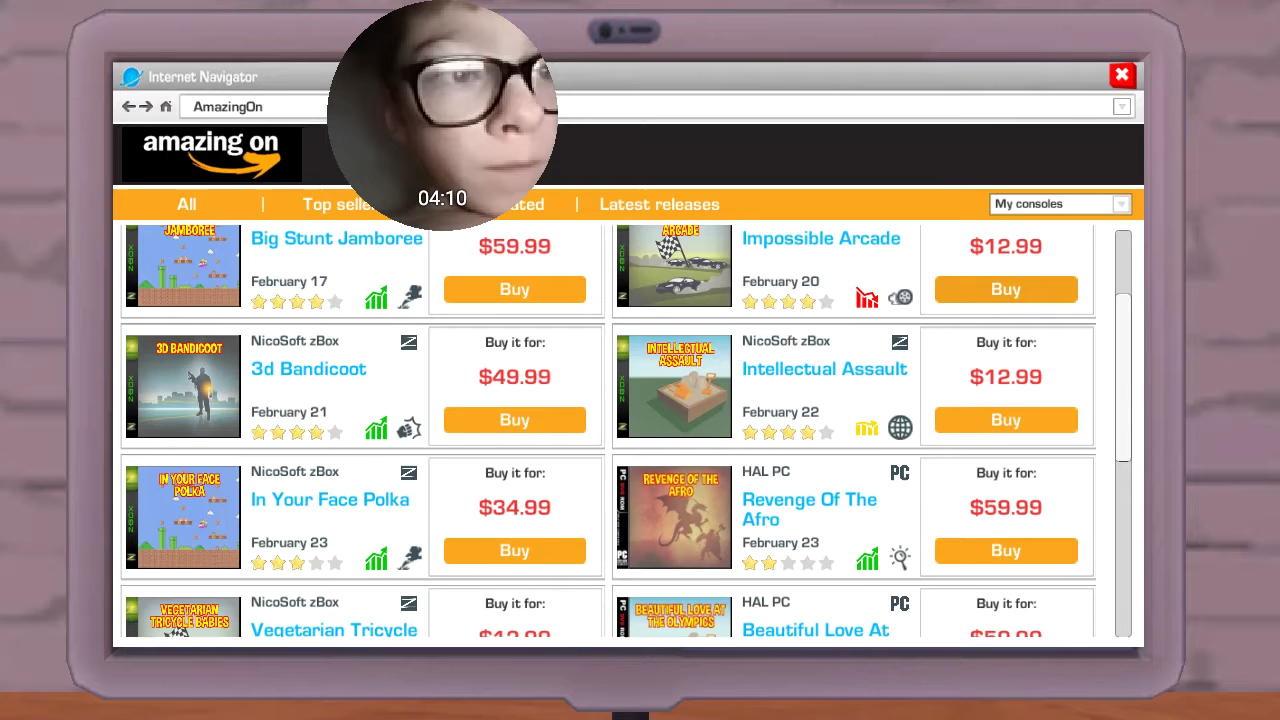 Internet Navigator
AmazingOn
amazing on
04:10
All | Top selle ated | Latest releases
My consoles
JAMBOREE
Big Stunt Jamboree
February 17
$59.99
Buy
ARCADE
Impossible Arcade
February 20
$12.99
Buy
3D BANDICOOT
NicoSoft zBox
3d Bandicoot
February 21
Buy it for:
$49.99
Buy
INTELLECTUAL
ASSAULT
NicoSoft zBox
Intellectual Assault
February 22
Buy it for:
$12.99
Buy
IN YOUR FACE
POLKA
NicoSoft zBox
In Your Face Polka
February 23
Buy it for:
$34.99
Buy
REVENGE OF THE
AFRO
HAL PC
PC
Revenge Of The
Afro
February 23
Buy it for:
$59.99
Buy
VEGETARIAN
TRICYCLE BABIES
NicoSoft zBox
Vegetarian Tricycle
Buy it for:
$12.99
BEAUTIFUL LOVE AT
THE OLYMPICS
HAL PC
PC
Beautiful Love At
Buy it for:
$59.99